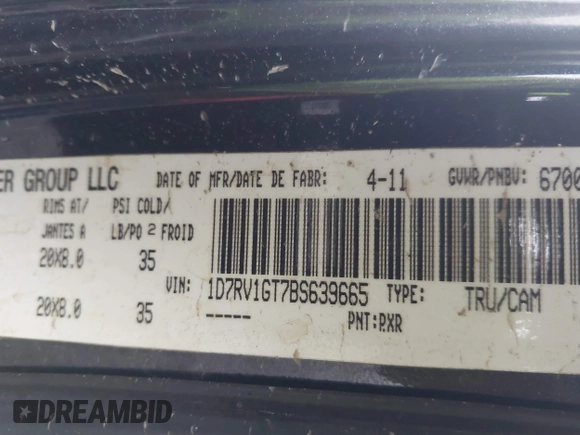 ER GROUP LLC DATE OF MFR/DATE DE FABR: 4-11 GVWR/PNBV: 6700
RIMS AT/ PSI COLD/
JANTES A LB/PO 2 FROID
20X8.0 35
VIN: 1D7RV1GT7BS639665 TYPE: TRU/CAM
20X8.0 35 ----- PNT: PXR
DREAMBID